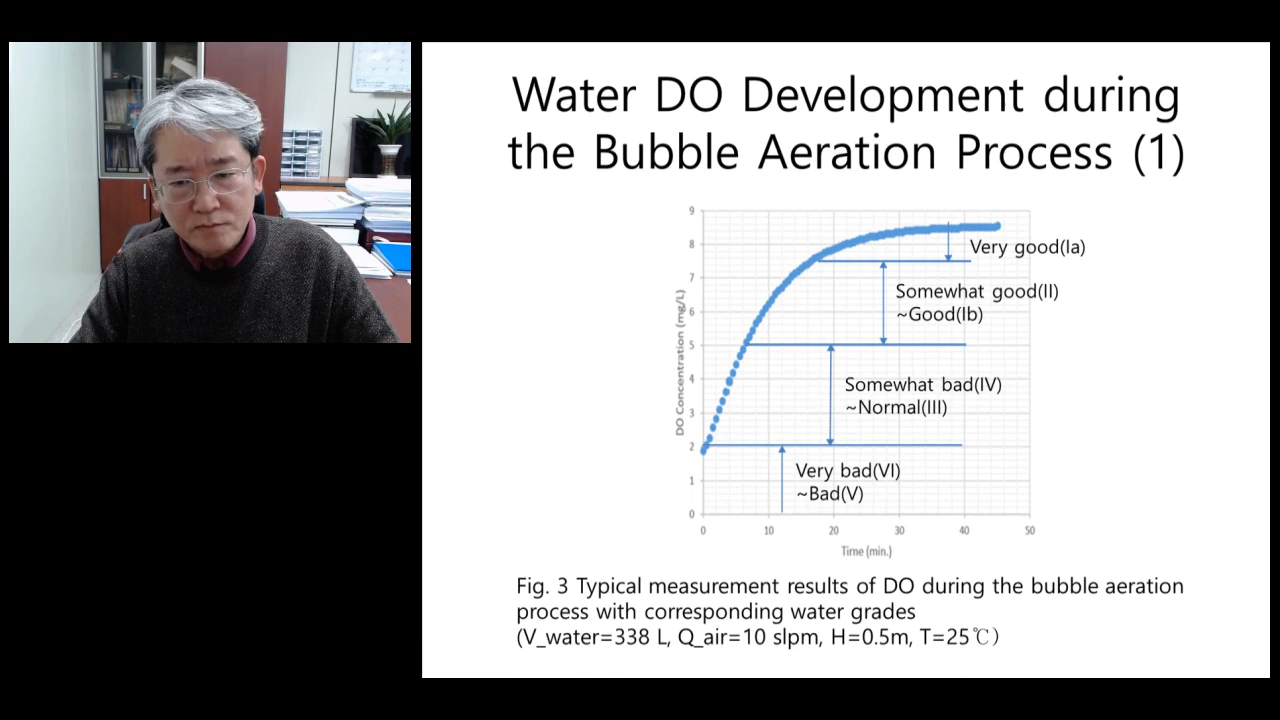 Water DO Development during
the Bubble Aeration Process (1)
9
8
7
6
5
4
3
2
1
0
DO Concentration (mg/L)
Very good(Ia)
Somewhat good(II)
~Good(Ib)
Somewhat bad(IV)
~Normal(III)
Very bad(VI)
~Bad(V)
0 10 20 30 40 50
Time (min.)
Fig. 3 Typical measurement results of DO during the bubble aeration
process with corresponding water grades
(V_water=338 L, Q_air=10 slpm, H=0.5m, T=25℃)